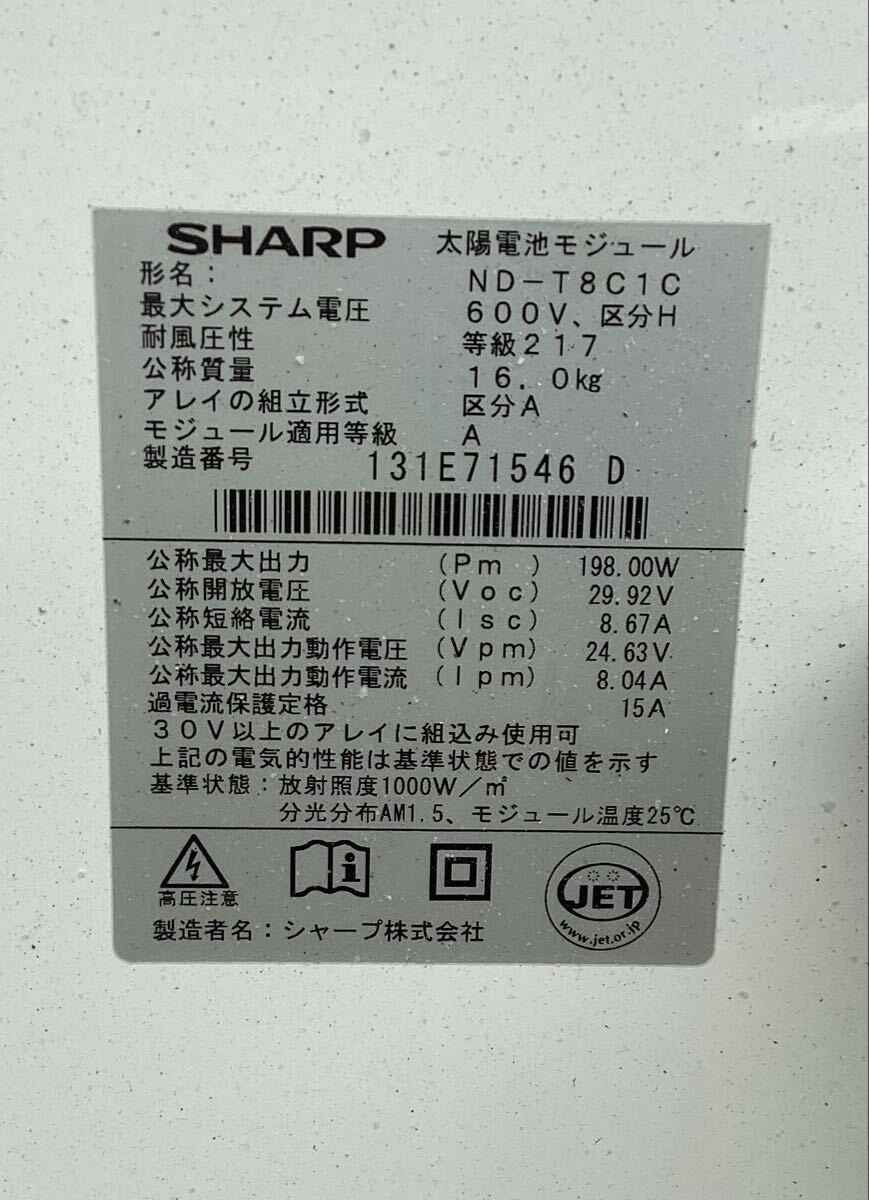 SHARP 太陽電池モジュール
形名： ND－T8C1C
最大システム電圧 600V、区分H
耐風圧性 等級217
公称質量 16．0kg
アレイの組立形式 区分A
モジュール適用等級 A
製造番号 131E71546 D
公称最大出力 (Pm) 198.00W
公称開放電圧 (Voc) 29.92V
公称短絡電流 (Isc) 8.67A
公称最大出力動作電圧 (Vpm) 24.63V
公称最大出力動作電流 (Ipm) 8.04A
過電流保護定格 15A
30V以上のアレイに組込み使用可
上記の電気的性能は基準状態での値を示す
基準状態：放射照度1000W／㎡
分光分布AM1.5、モジュール温度25℃
高圧注意
製造者名：シャープ株式会社
JET
www.jet.or.jp